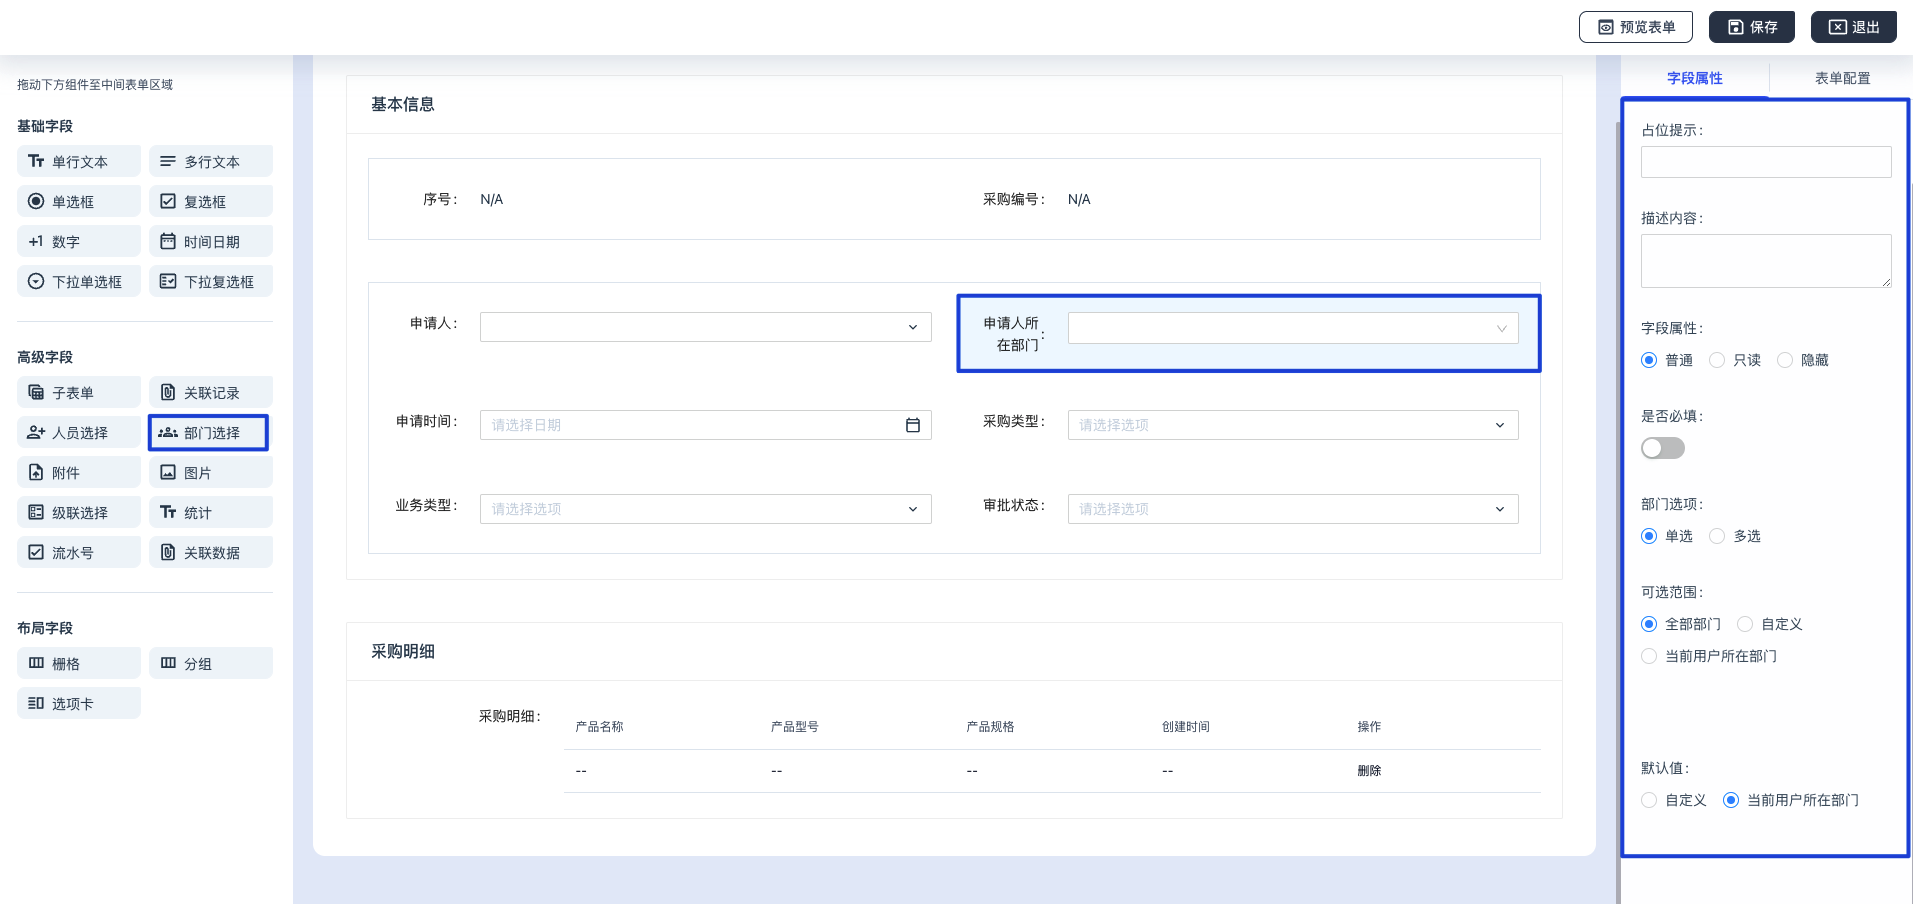 预览表单
保存
退出
拖动下方组件至中间表单区域
基础字段
单行文本
多行文本
单选框
复选框
数字
时间日期
下拉单选框
下拉复选框
高级字段
子表单
关联记录
人员选择
部门选择
附件
图片
级联选择
统计
流水号
关联数据
布局字段
栅格
分组
选项卡
基本信息
序号:
N/A
采购编号:
N/A
申请人:
申请人所
在部门:
申请时间:
请选择日期
采购类型:
请选择选项
业务类型:
请选择选项
审批状态:
请选择选项
采购明细
采购明细:
产品名称
产品型号
产品规格
创建时间
操作
--
--
--
--
删除
字段属性
表单配置
占位提示:
描述内容:
字段属性:
普通
只读
隐藏
是否必填:
部门选项:
单选
多选
可选范围:
全部部门
自定义
当前用户所在部门
默认值:
自定义
当前用户所在部门